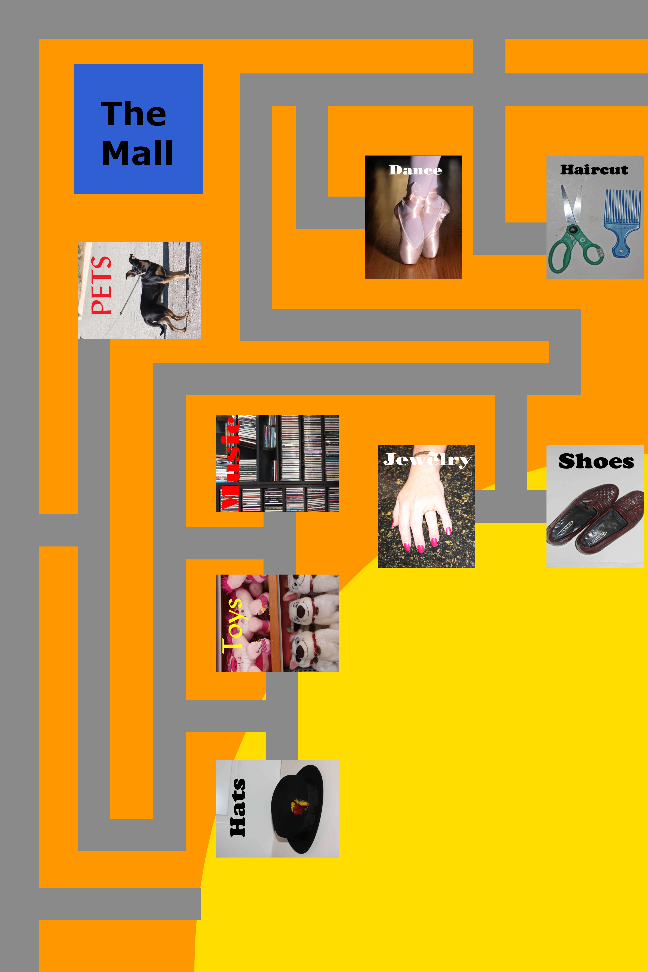 The
Mall
Dance
Haircut
PETS
Music
Jewelry
Shoes
Toys
Hats